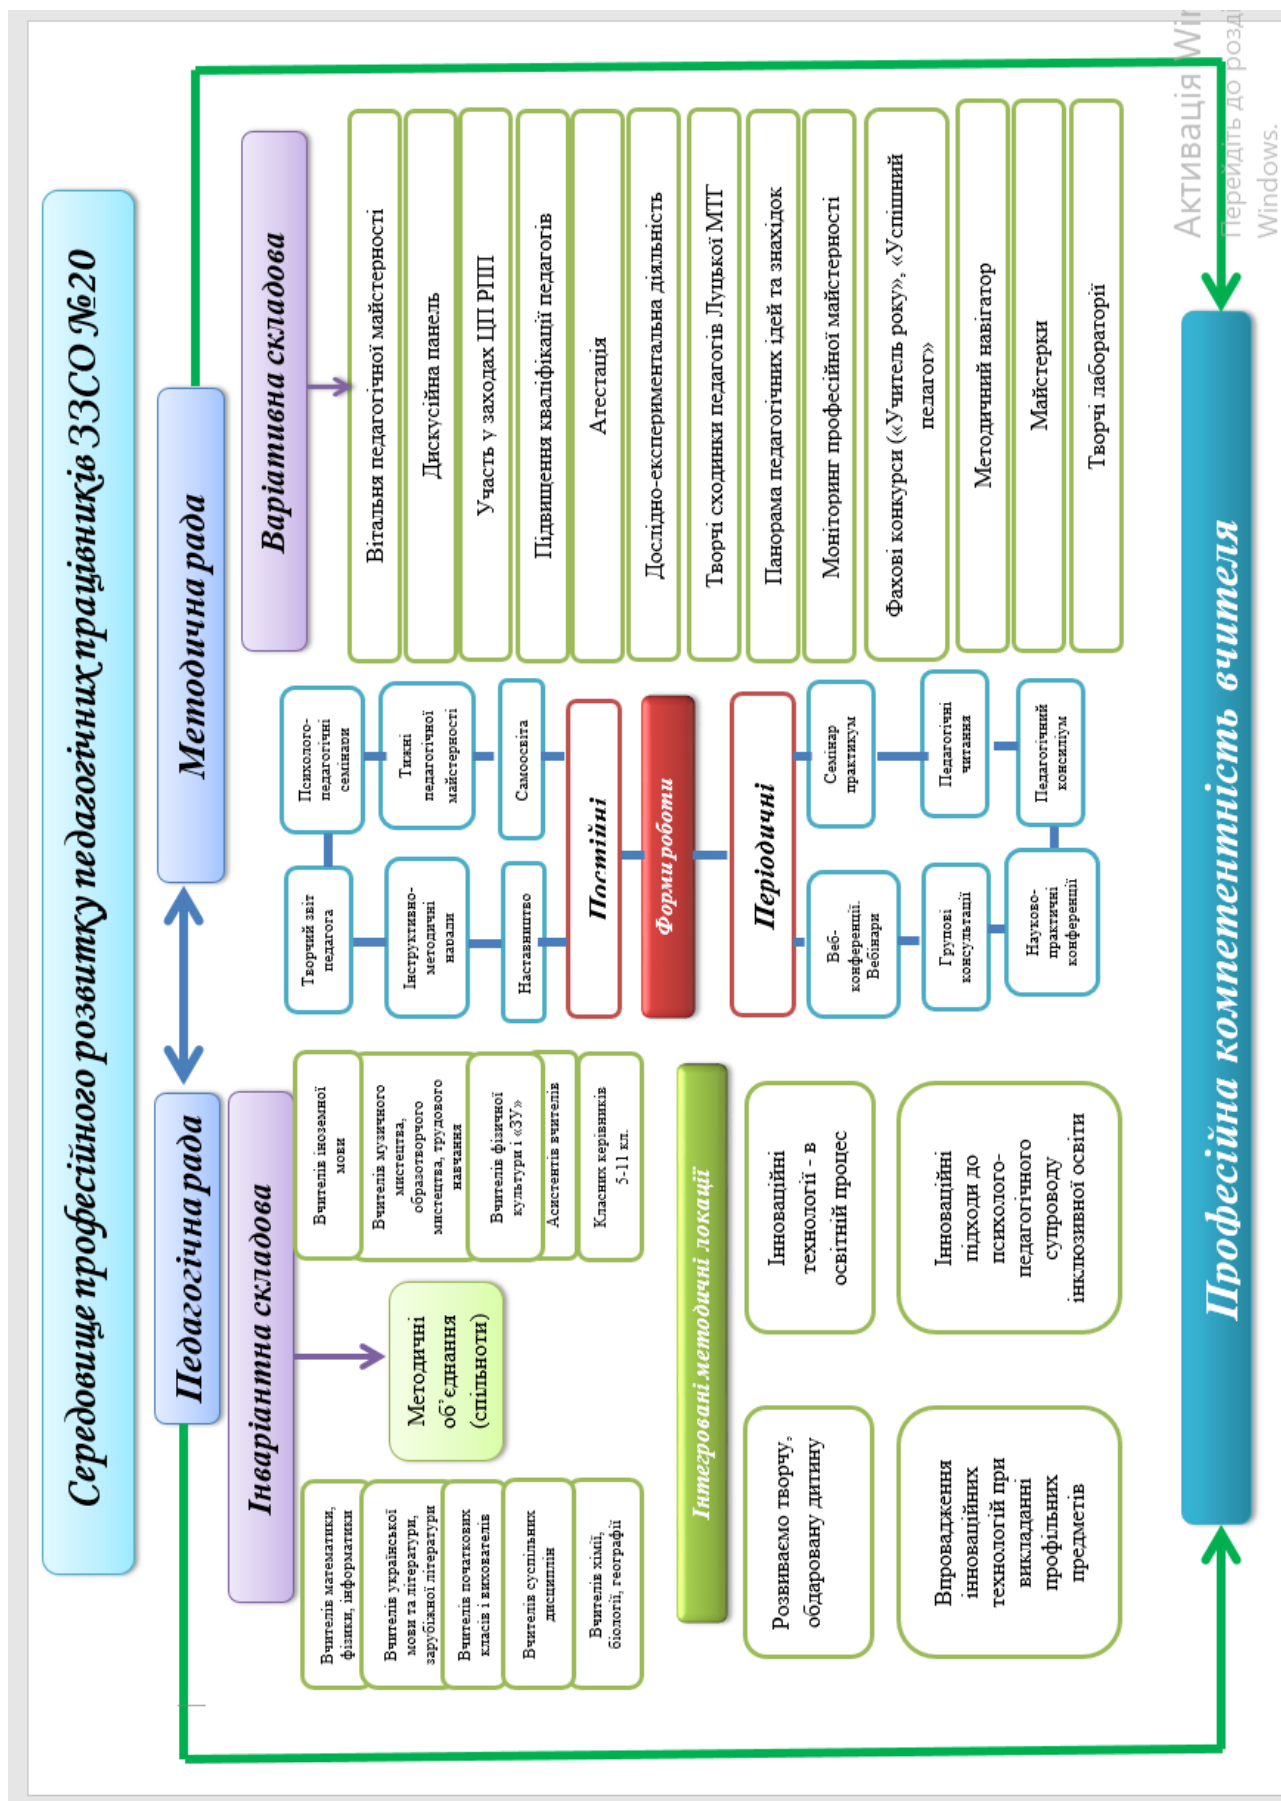 Середовище професійного розвитку педагогічних працівників ЗЗСО №20
Педагогічна рада
Методична рада
Інваріантна складова
Варіативна складова
Вчителів математики,
фізики, інформатики
Вчителів української
мови та літератури,
зарубіжної літератури
Вчителів початкових
класів і вихователів
Вчителів суспільних
дисциплін
Вчителів хімії,
біології, географії
Методичні
об'єднання
(спільноти)
Вчителів іноземної
мови
Вчителів музичного
мистецтва,
образотворчого
мистецтва, трудового
навчання
Вчителів фізичної
культури і «ЗУ»
Асистентів вчителів
Класних керівників
5-11 кл.
Інтегровані методичні локації
Розвиваємо творчу,
обдаровану дитину
Інноваційні
технології - в
освітній процес
Впровадження
інноваційних
технологій при
викладанні
профільних
предметів
Інноваційні
підходи до
психолого-
педагогічного
супроводу
інклюзивної освіти
Творчий звіт
педагога
Психолого-
педагогічні
семінари
Інструктивно-
методичні
наради
Тижні
педагогічної
майстерності
Наставництво
Самоосвіта
Постійні
Форми роботи
Періодичні
Веб-
конференції.
Вебінари
Семінар
практикум
Групові
консультації
Педагогічні
читання
Науково-
практичні
конференції
Педагогічний
консиліум
Вітальня педагогічної майстерності
Дискусійна панель
Участь у заходах ЦП РПП
Підвищення кваліфікації педагогів
Атестація
Дослідно-експериментальна діяльність
Творчі сходинки педагогів Луцької МТГ
Панорама педагогічних ідей та знахідок
Моніторинг професійної майстерності
Фахові конкурси («Учитель року», «Успішний
педагог»
Методичний навігатор
Майстерки
Творчі лабораторії
Професійна компетентність вчителя
Активація Win
Перейдіть до розді
Windows.